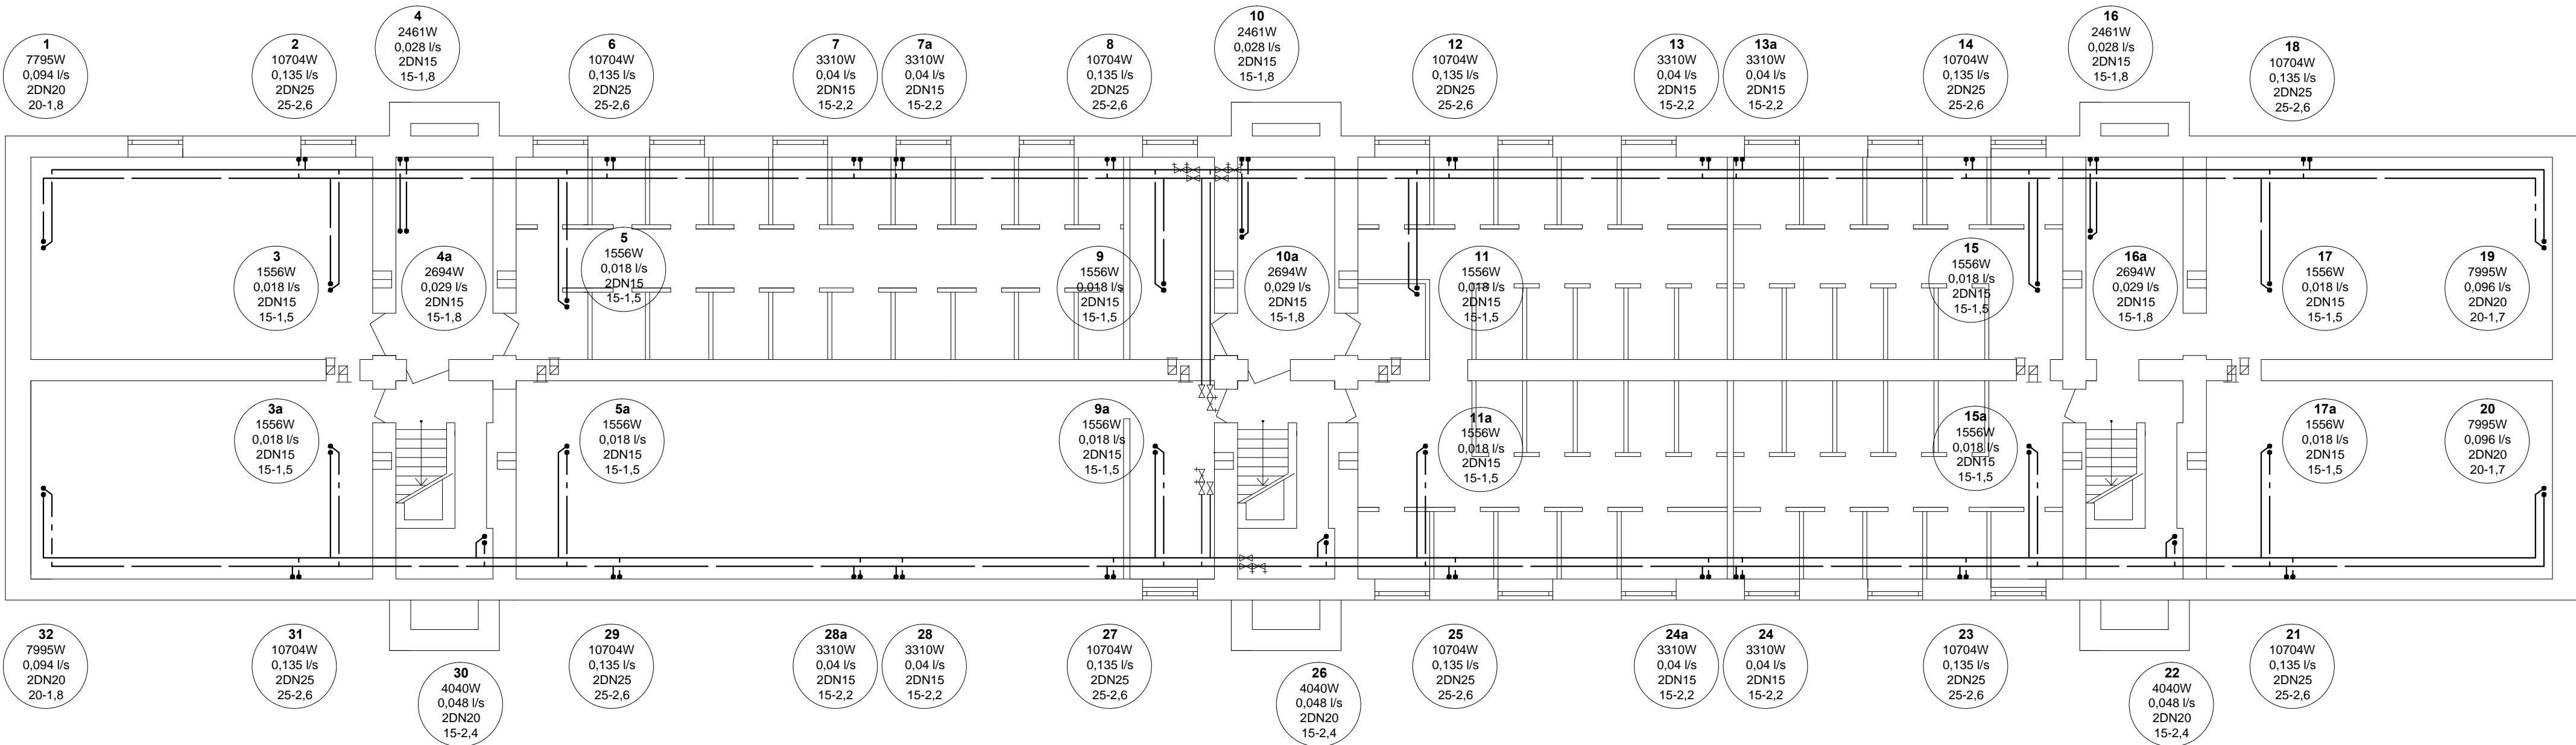 1
7795W
0,094 l/s
2DN20
20-1,8
2
10704W
0,135 l/s
2DN25
25-2,6
4
2461W
0,028 l/s
2DN15
15-1,8
6
10704W
0,135 l/s
2DN25
25-2,6
7
3310W
0,04 l/s
2DN15
15-2,2
7a
3310W
0,04 l/s
2DN15
15-2,2
8
10704W
0,135 l/s
2DN25
25-2,6
10
2461W
0,028 l/s
2DN15
15-1,8
12
10704W
0,135 l/s
2DN25
25-2,6
13
3310W
0,04 l/s
2DN15
15-2,2
13a
3310W
0,04 l/s
2DN15
15-2,2
14
10704W
0,135 l/s
2DN25
25-2,6
16
2461W
0,028 l/s
2DN15
15-1,8
18
10704W
0,135 l/s
2DN25
25-2,6
3
1556W
0,018 l/s
2DN15
15-1,5
4a
2694W
0,029 l/s
2DN15
15-1,8
5
1556W
0,018 l/s
2DN15
15-1,5
9
1556W
0,018 l/s
2DN15
15-1,5
10a
2694W
0,029 l/s
2DN15
15-1,8
11
1556W
0,018 l/s
2DN15
15-1,5
15
1556W
0,018 l/s
2DN15
15-1,5
16a
2694W
0,029 l/s
2DN15
15-1,8
17
1556W
0,018 l/s
2DN15
15-1,5
19
7995W
0,096 l/s
2DN20
20-1,7
3a
1556W
0,018 l/s
2DN15
15-1,5
5a
1556W
0,018 l/s
2DN15
15-1,5
9a
1556W
0,018 l/s
2DN15
15-1,5
11a
1556W
0,018 l/s
2DN15
15-1,5
15a
1556W
0,018 l/s
2DN15
15-1,5
17a
1556W
0,018 l/s
2DN15
15-1,5
20
7995W
0,096 l/s
2DN20
20-1,7
32
7995W
0,094 l/s
2DN20
20-1,8
31
10704W
0,135 l/s
2DN25
25-2,6
30
4040W
0,048 l/s
2DN20
15-2,4
29
10704W
0,135 l/s
2DN25
25-2,6
28a
3310W
0,04 l/s
2DN15
15-2,2
28
3310W
0,04 l/s
2DN15
15-2,2
27
10704W
0,135 l/s
2DN25
25-2,6
26
4040W
0,048 l/s
2DN20
15-2,4
25
10704W
0,135 l/s
2DN25
25-2,6
24a
3310W
0,04 l/s
2DN15
15-2,2
24
3310W
0,04 l/s
2DN15
15-2,2
23
10704W
0,135 l/s
2DN25
25-2,6
22
4040W
0,048 l/s
2DN20
15-2,4
21
10704W
0,135 l/s
2DN25
25-2,6